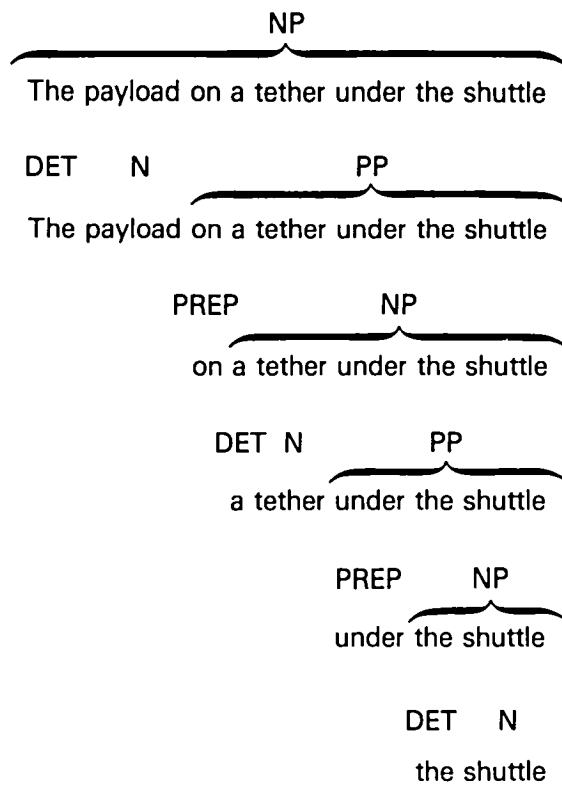 NP
The payload on a tether under the shuttle
DET N PP
The payload on a tether under the shuttle
PREP NP
on a tether under the shuttle
DET N PP
a tether under the shuttle
PREP NP
under the shuttle
DET N
the shuttle